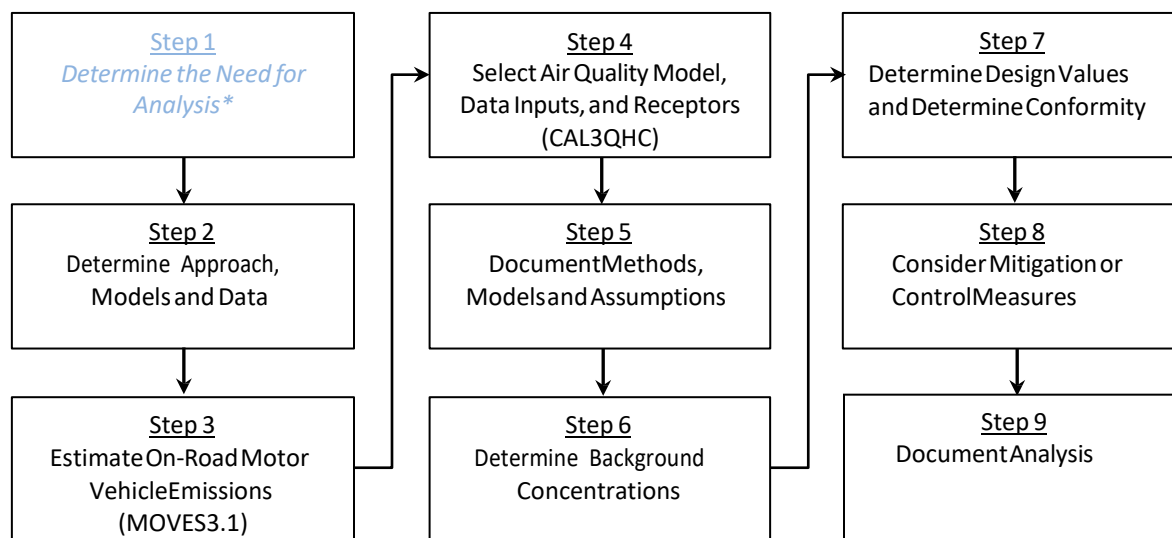 Step 1
Determine the Need for
Analysis*
Step 2
Determine Approach,
Models and Data
Step 3
Estimate On-Road Motor
Vehicle Emissions
(MOVES3.1)
Step 4
Select Air Quality Model,
Data Inputs, and Receptors
(CAL3QHC)
Step 5
Document Methods,
Models and Assumptions
Step 6
Determine Background
Concentrations
Step 7
Determine Design Values
and Determine Conformity
Step 8
Consider Mitigation or
Control Measures
Step 9
Document Analysis